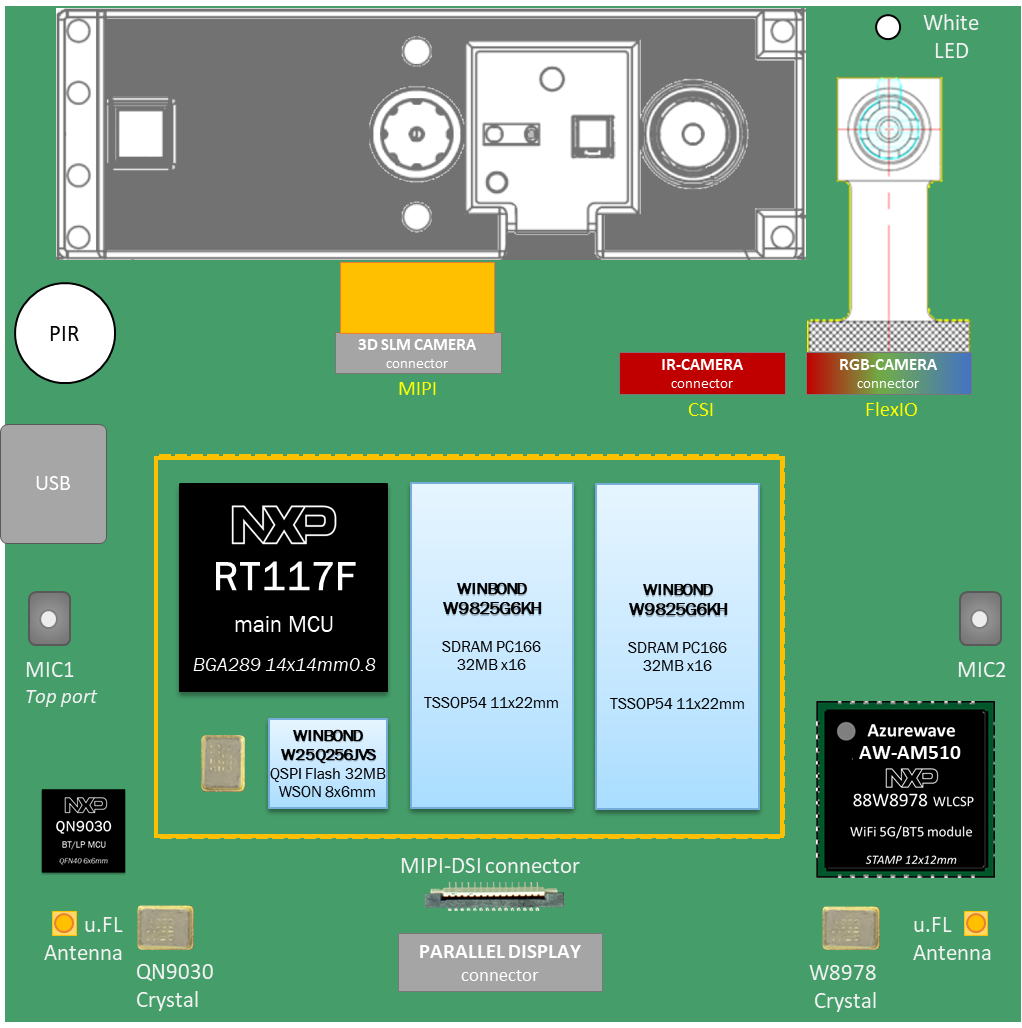 White
LED
PIR
3D SLM CAMERA
connector
MIPI
IR-CAMERA
connector
CSI
RGB-CAMERA
connector
FlexIO
USB
NXP
RT117F
main MCU
BGA289 14x14mm0.8
WINBOND
W9825G6KH
SDRAM PC166
32MB x16
TSSOP54 11x22mm
WINBOND
W9825G6KH
SDRAM PC166
32MB x16
TSSOP54 11x22mm
MIC1
Top port
MIC2
WINBOND
W25Q256JVS
QSPI Flash 32MB
WSON 8x6mm
Azurewave
AW-AM510
NXP
88W8978 WLCSP
WiFi 5G/BT5 module
STAMP 12x12mm
NXP
QN9030
BT/LP MCU
QFN40 6x6mm
MIPI-DSI connector
u.FL
Antenna
QN9030
Crystal
PARALLEL DISPLAY
connector
W8978
Crystal
u.FL
Antenna